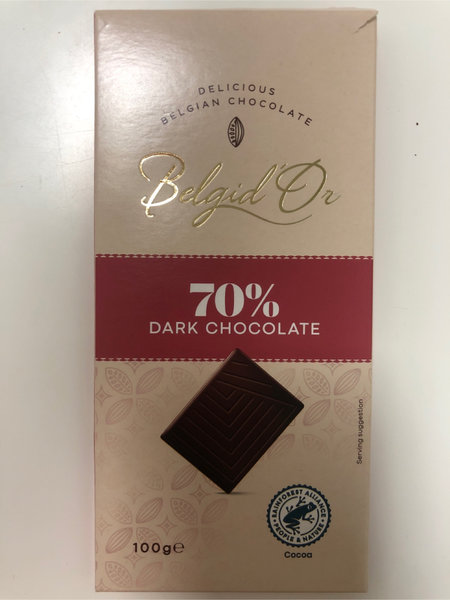 DELICIOUS
BELGIAN CHOCOLATE
Belgid'Or
70%
DARK CHOCOLATE
Serving suggestion
RAINFOREST ALLIANCE
PEOPLE & NATURE
Cocoa
100g℮